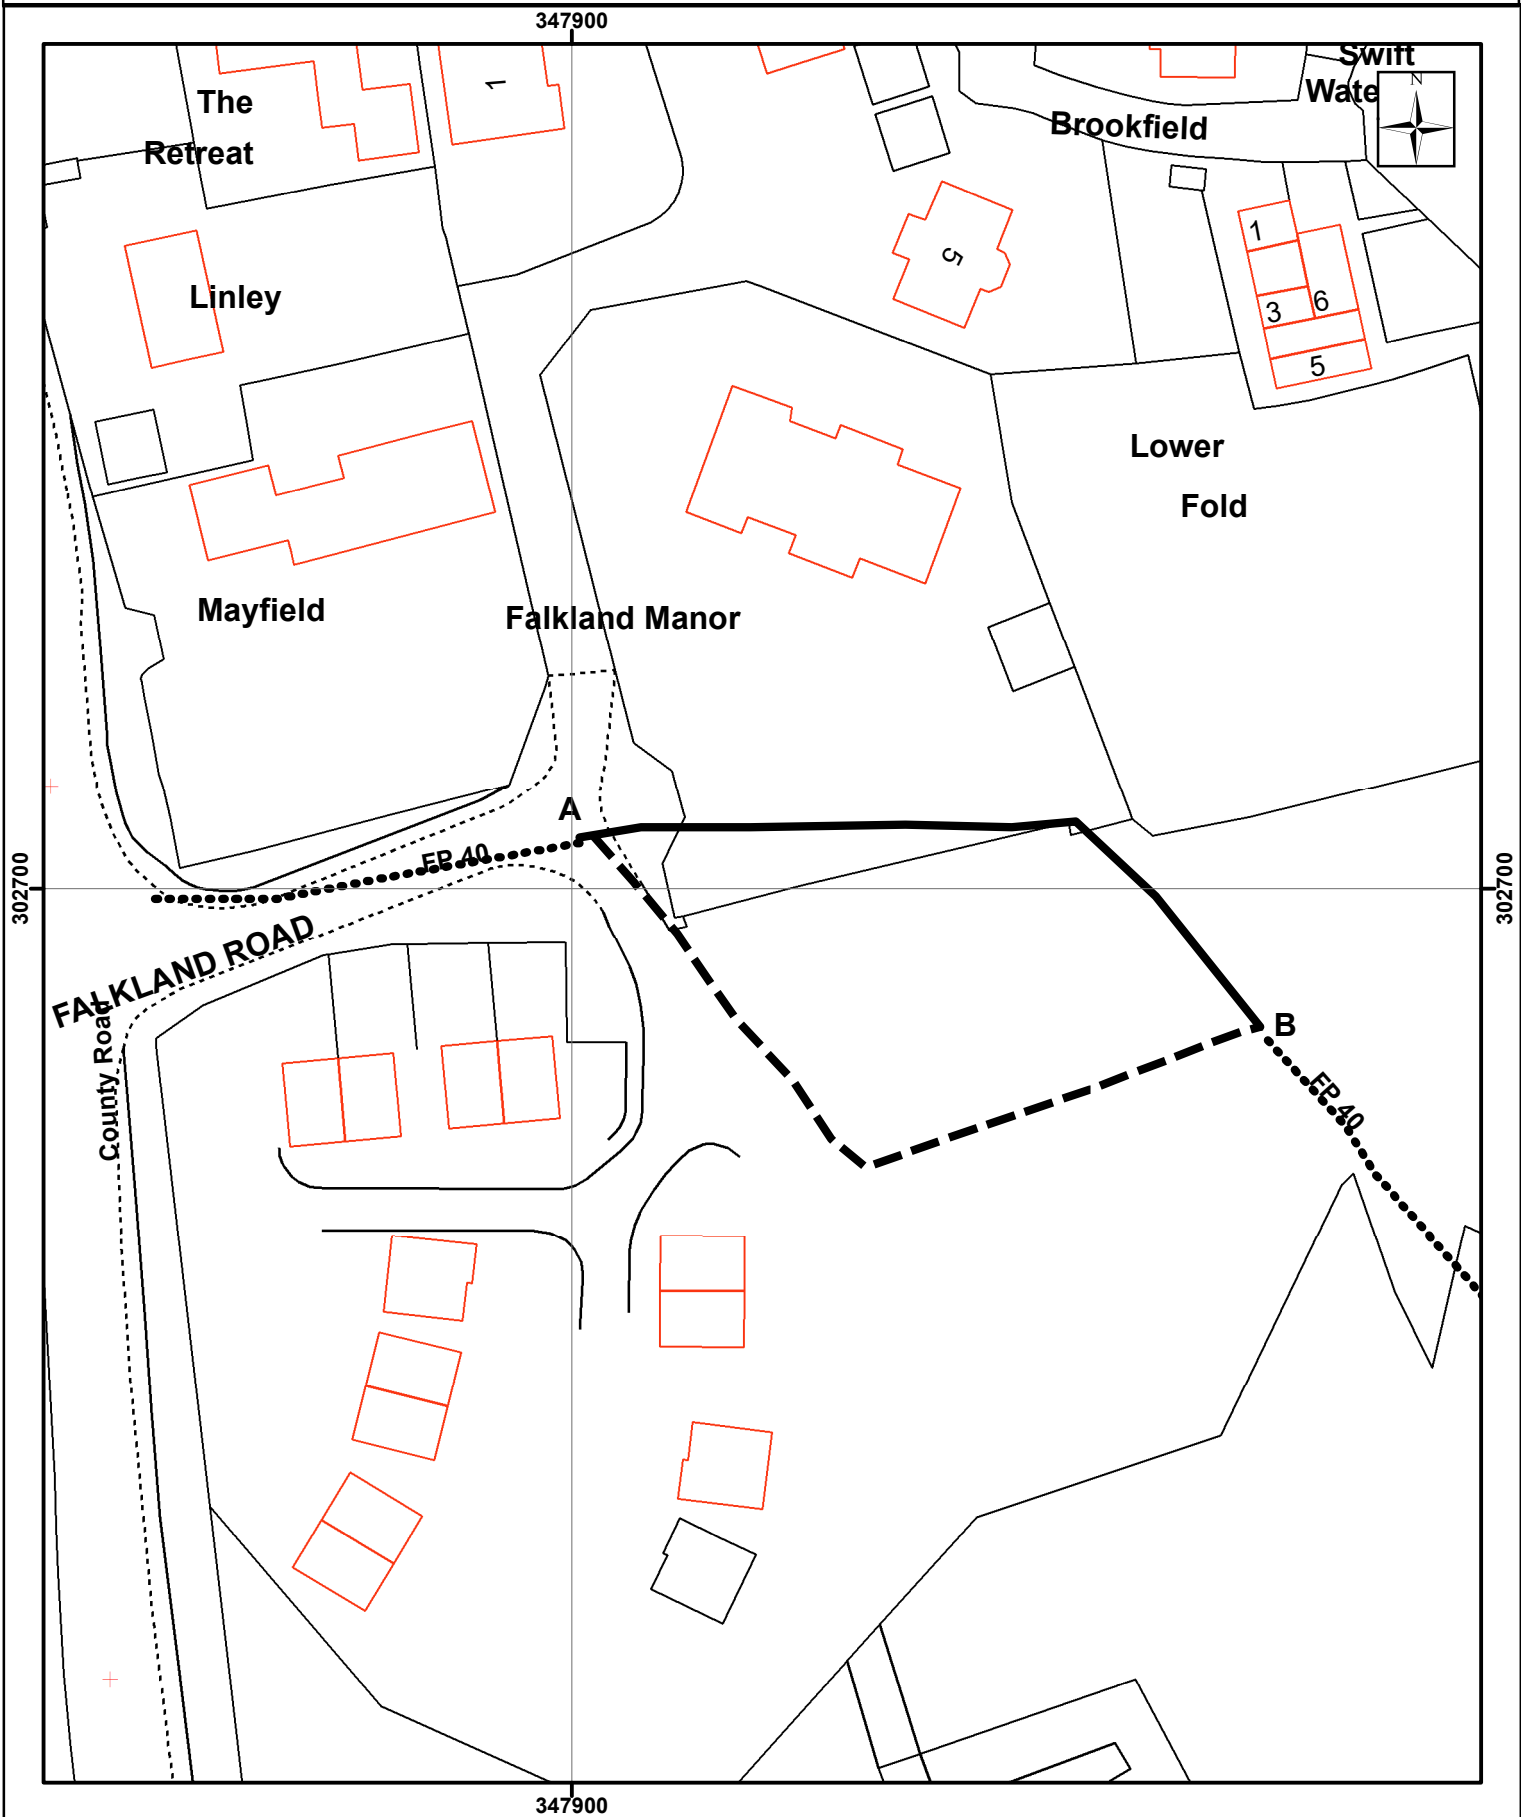 347900
Swift
Wate
N
The
Retreat
1
Brookfield
5
1
3
6
5
Linley
Lower
Fold
Mayfield
Falkland Manor
A
FP 40
302700
302700
FALKLAND ROAD
County Road
B
FP 40
347900